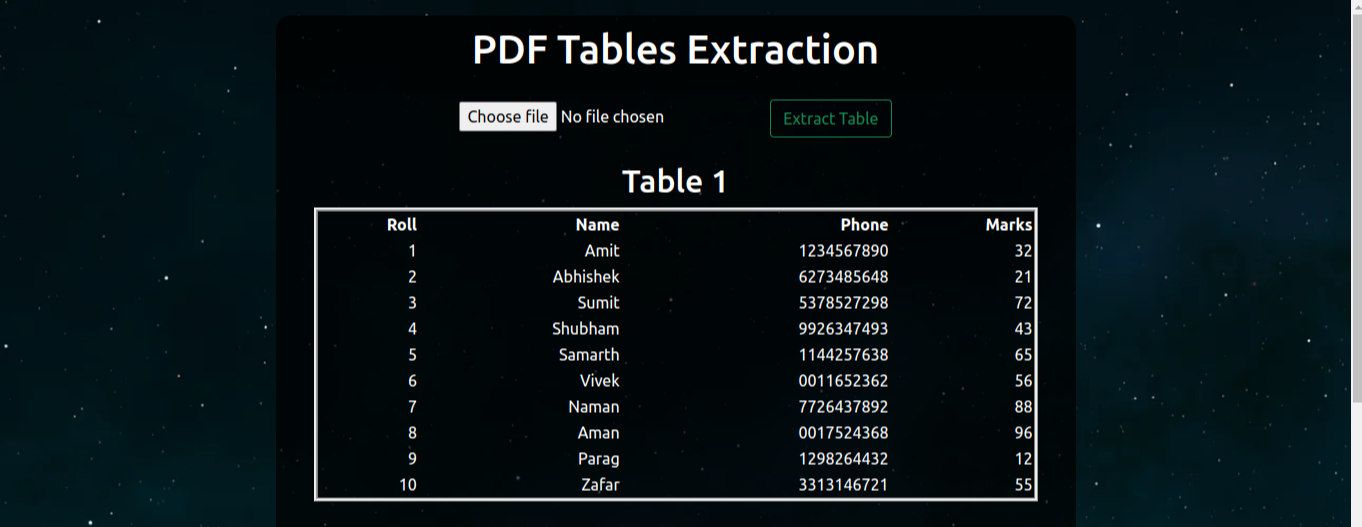 PDF Tables Extraction
Choose file No file chosen Extract Table
Table 1
Roll Name Phone Marks
1 Amit 1234567890 32
2 Abhishek 6273485648 21
3 Sumit 5378527298 72
4 Shubham 9926347493 43
5 Samarth 1144257638 65
6 Vivek 0011652362 56
7 Naman 7726437892 88
8 Aman 0017524368 96
9 Parag 1298264432 12
10 Zafar 3313146721 55